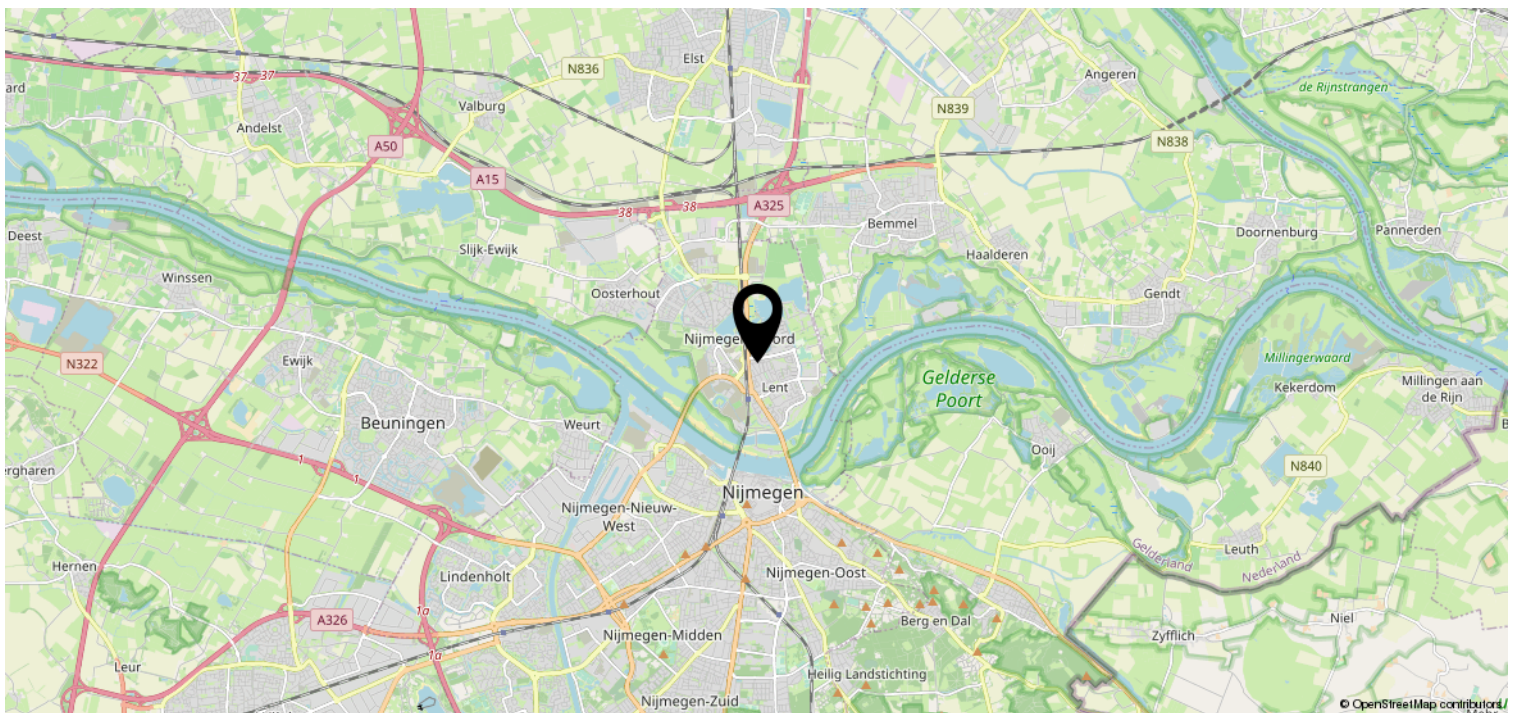 Elst
N836
Angeren
de Rijnstrangen
37
37
ard
Valburg
N839
Andelst
N838
A50
A15
38
38
A325
Bemmel
Deest
Slijk-Ewijk
Doornenburg
Pannerden
Haalderen
Winssen
Oosterhout
Gendt
Nijmegen
ord
N322
Ewijk
Millingerwaard
Gelderse
Poort
Lent
Kekerdom
Millingen aan
de Rijn
Beuningen
Weurt
1
1
Ooij
N840
ergharen
Nijmegen
Nijmegen-Nieuw-
West
Gelderland
Nederland
Leuth
Hernen
Lindenholt
Nijmegen-Oost
1a
A326
Berg en Dal
Niel
Nijmegen-Midden
Zyfflich
1a
Leur
Heilig Landstichting
Nijmegen-Zuid
© OpenStreetMap contributors